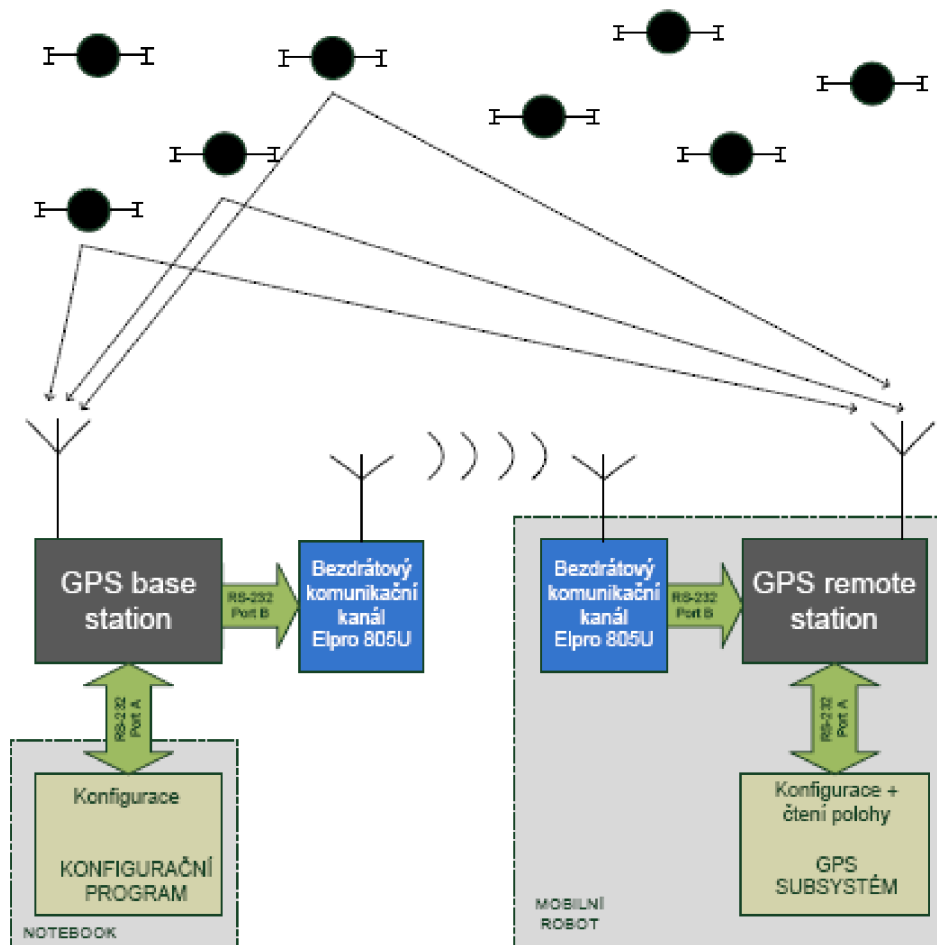 GPS base
station
RS-232
Port B
Bezdrátový
komunikační
kanál
Elpro 805U
Bezdrátový
komunikační
kanál
Elpro 805U
RS-232
Port B
GPS remote
station
RS-232
Port A
RS-232
Port A
Konfigurace
KONFIGURAČNÍ
PROGRAM
NOTEBOOK
Konfigurace +
čtení polohy
GPS
SUBSYSTÉM
MOBILNÍ
ROBOT